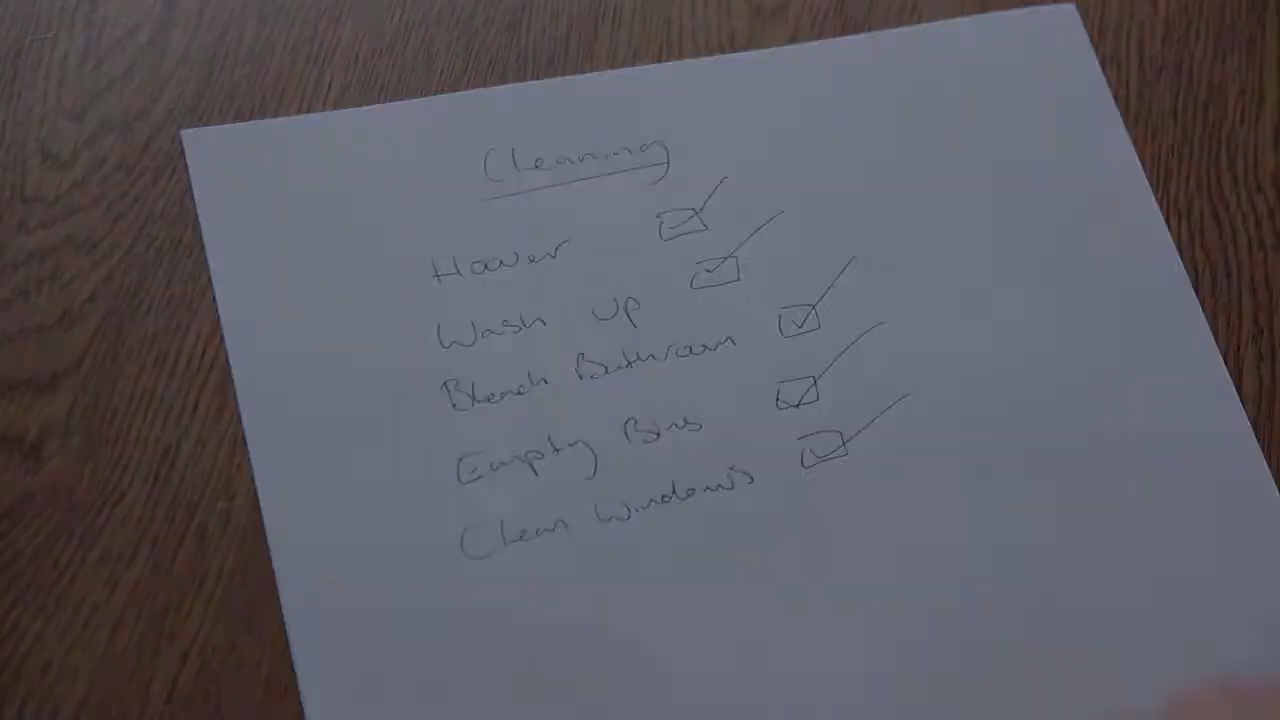 Cleaning
Hoover ☑
Wash up ☑
Bleach Bathroom ☑
Empty Bins ☑
Clean Windows ☑